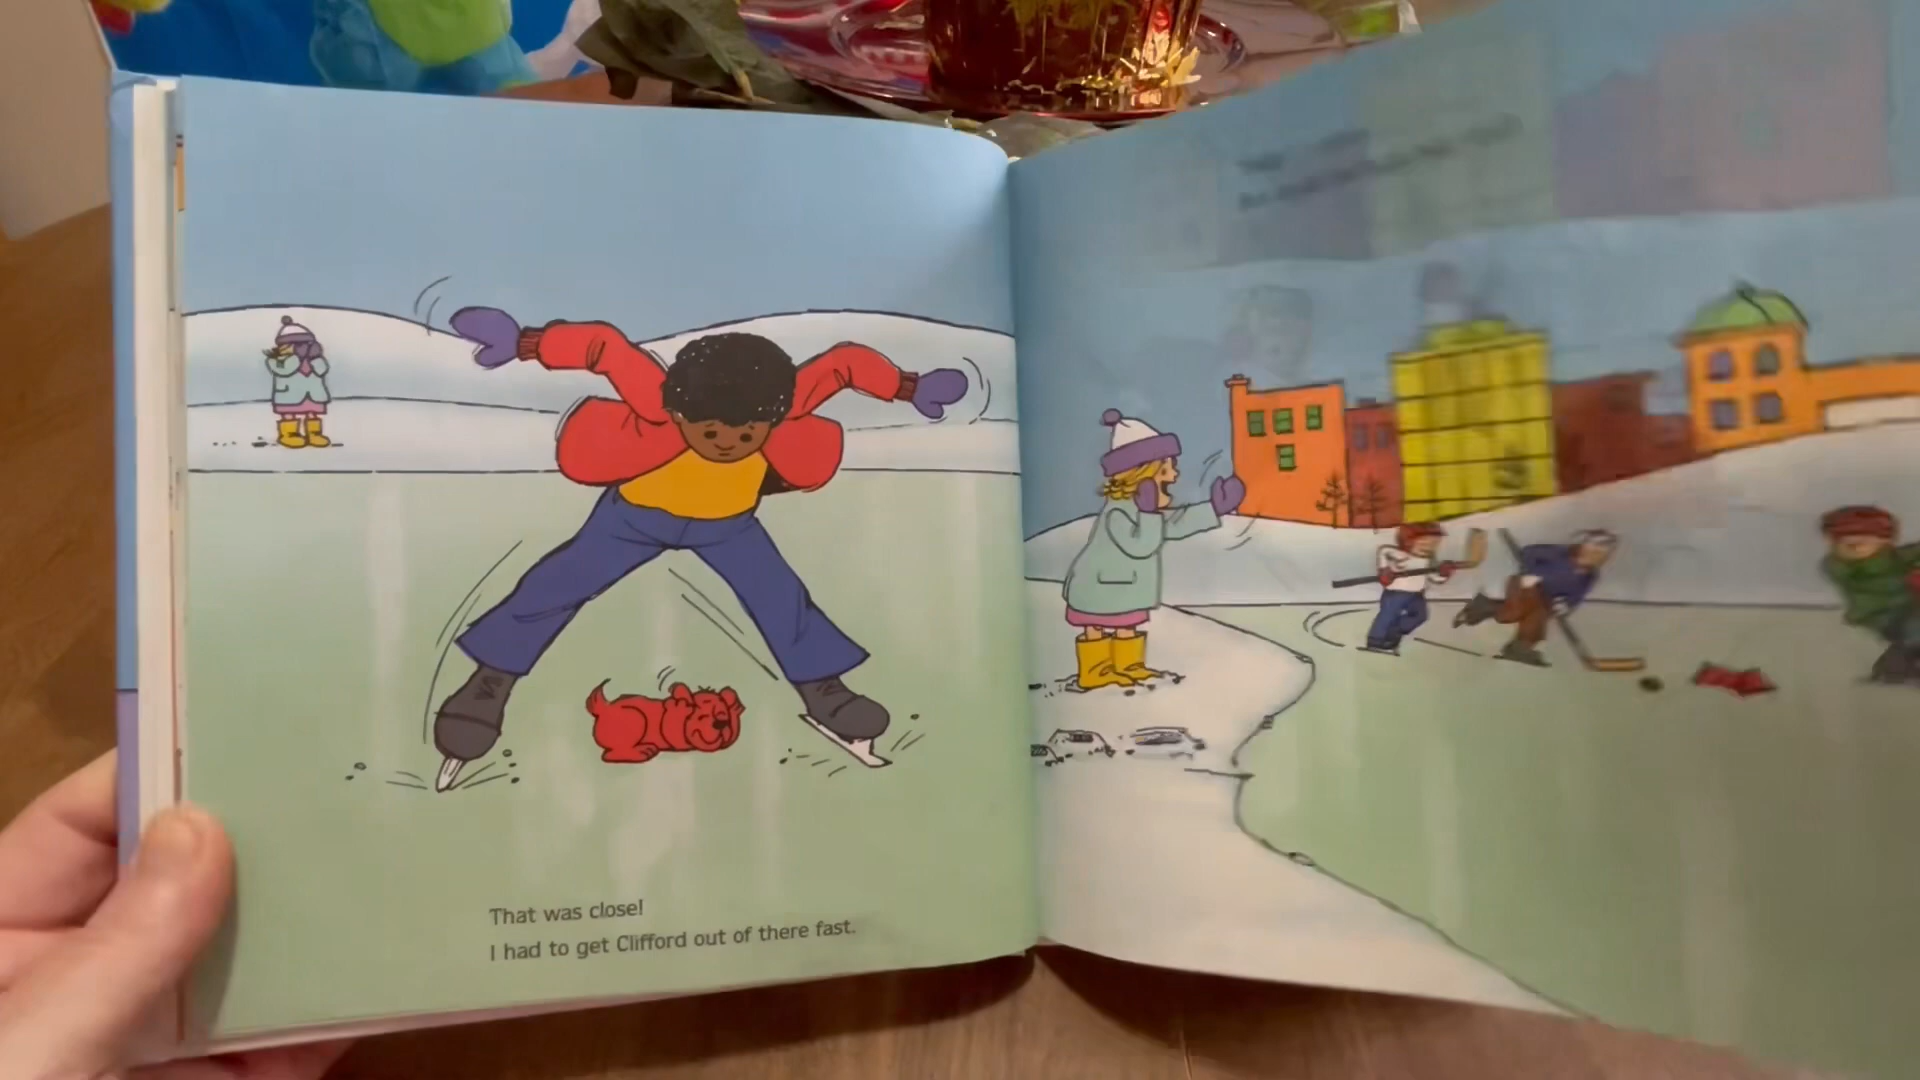 That was close!
I had to get Clifford out of there fast.